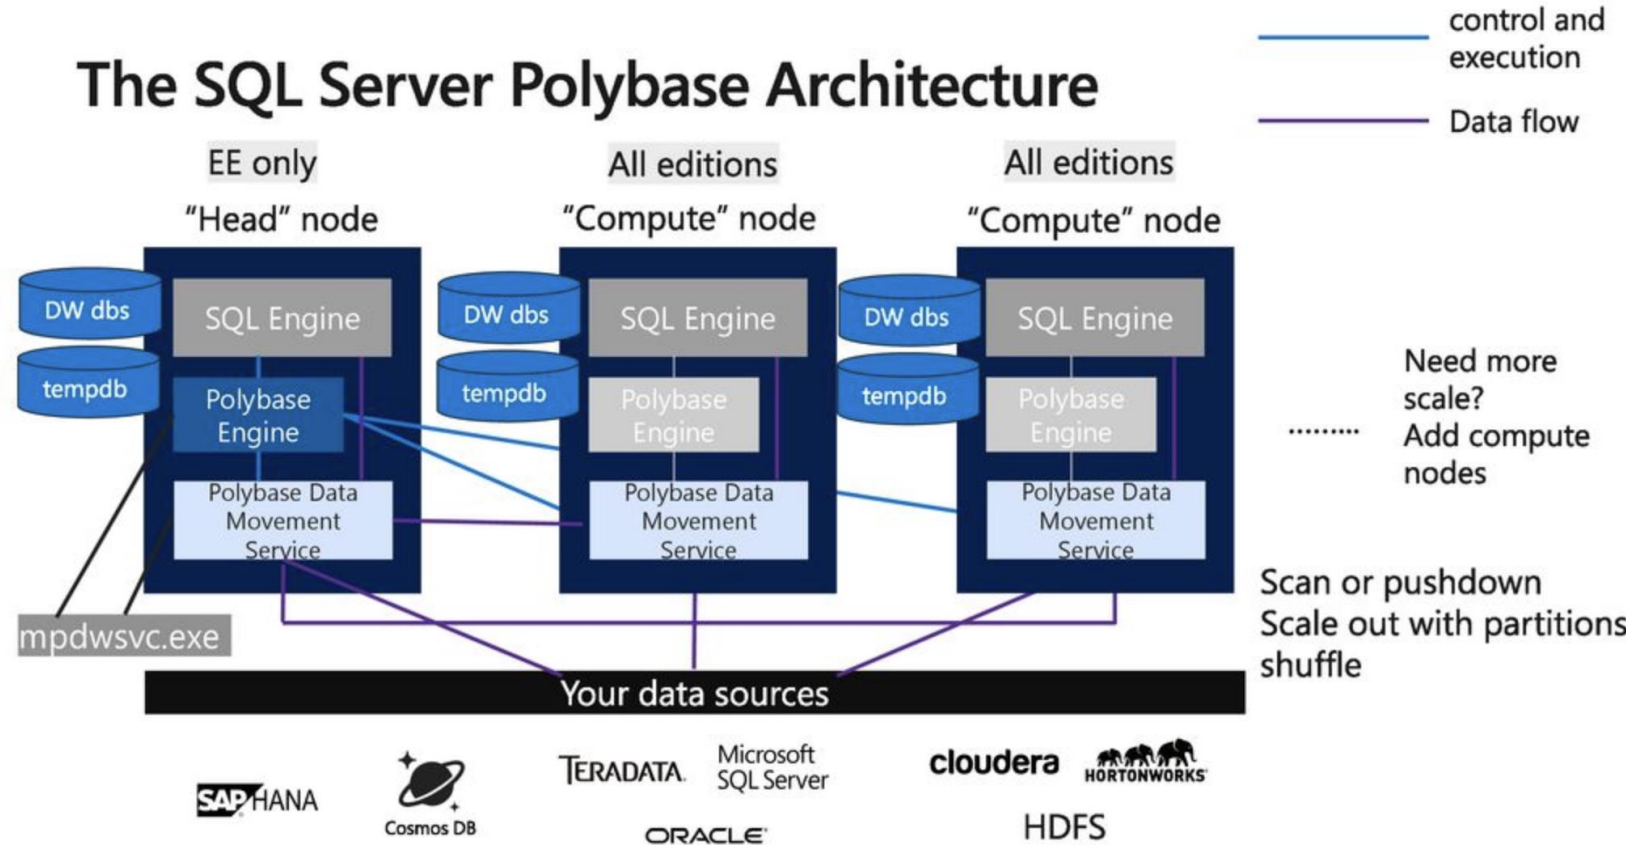 control and
execution
The SQL Server Polybase Architecture
Data flow
EE only
All editions
All editions
“Head” node
“Compute” node
“Compute” node
DW dbs
SQL Engine
DW dbs
SQL Engine
DW dbs
SQL Engine
tempdb
Polybase
Engine
tempdb
Polybase
Engine
tempdb
Polybase
Engine
Need more
scale?
Add compute
nodes
Polybase Data
Movement
Service
Polybase Data
Movement
Service
Polybase Data
Movement
Service
Scan or pushdown
Scale out with partitions
shuffle
mpdwsvc.exe
Your data sources
SAP HANA
Cosmos DB
TERADATA.
Microsoft
SQL Server
ORACLE
cloudera
HORTONWORKS
HDFS